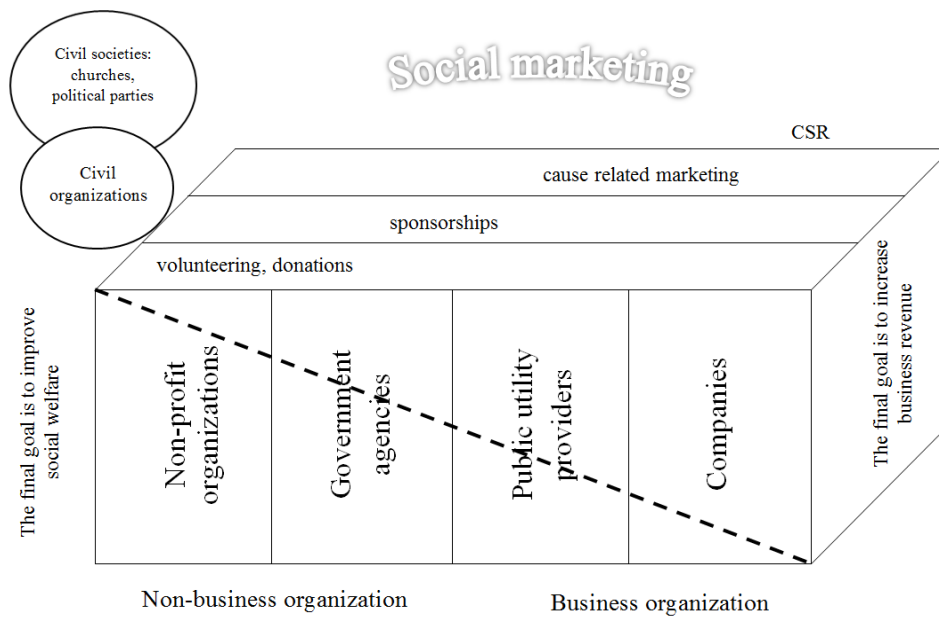 Civil societies:
churches,
political parties
Social marketing
CSR
Civil
organizations
cause related marketing
sponsorships
volunteering, donations
The final goal is to improve
social welfare
Non-profit
organizations
Government
agencies
Public utility
providers
Companies
The final goal is to increase
business revenue
Non-business organization
Business organization